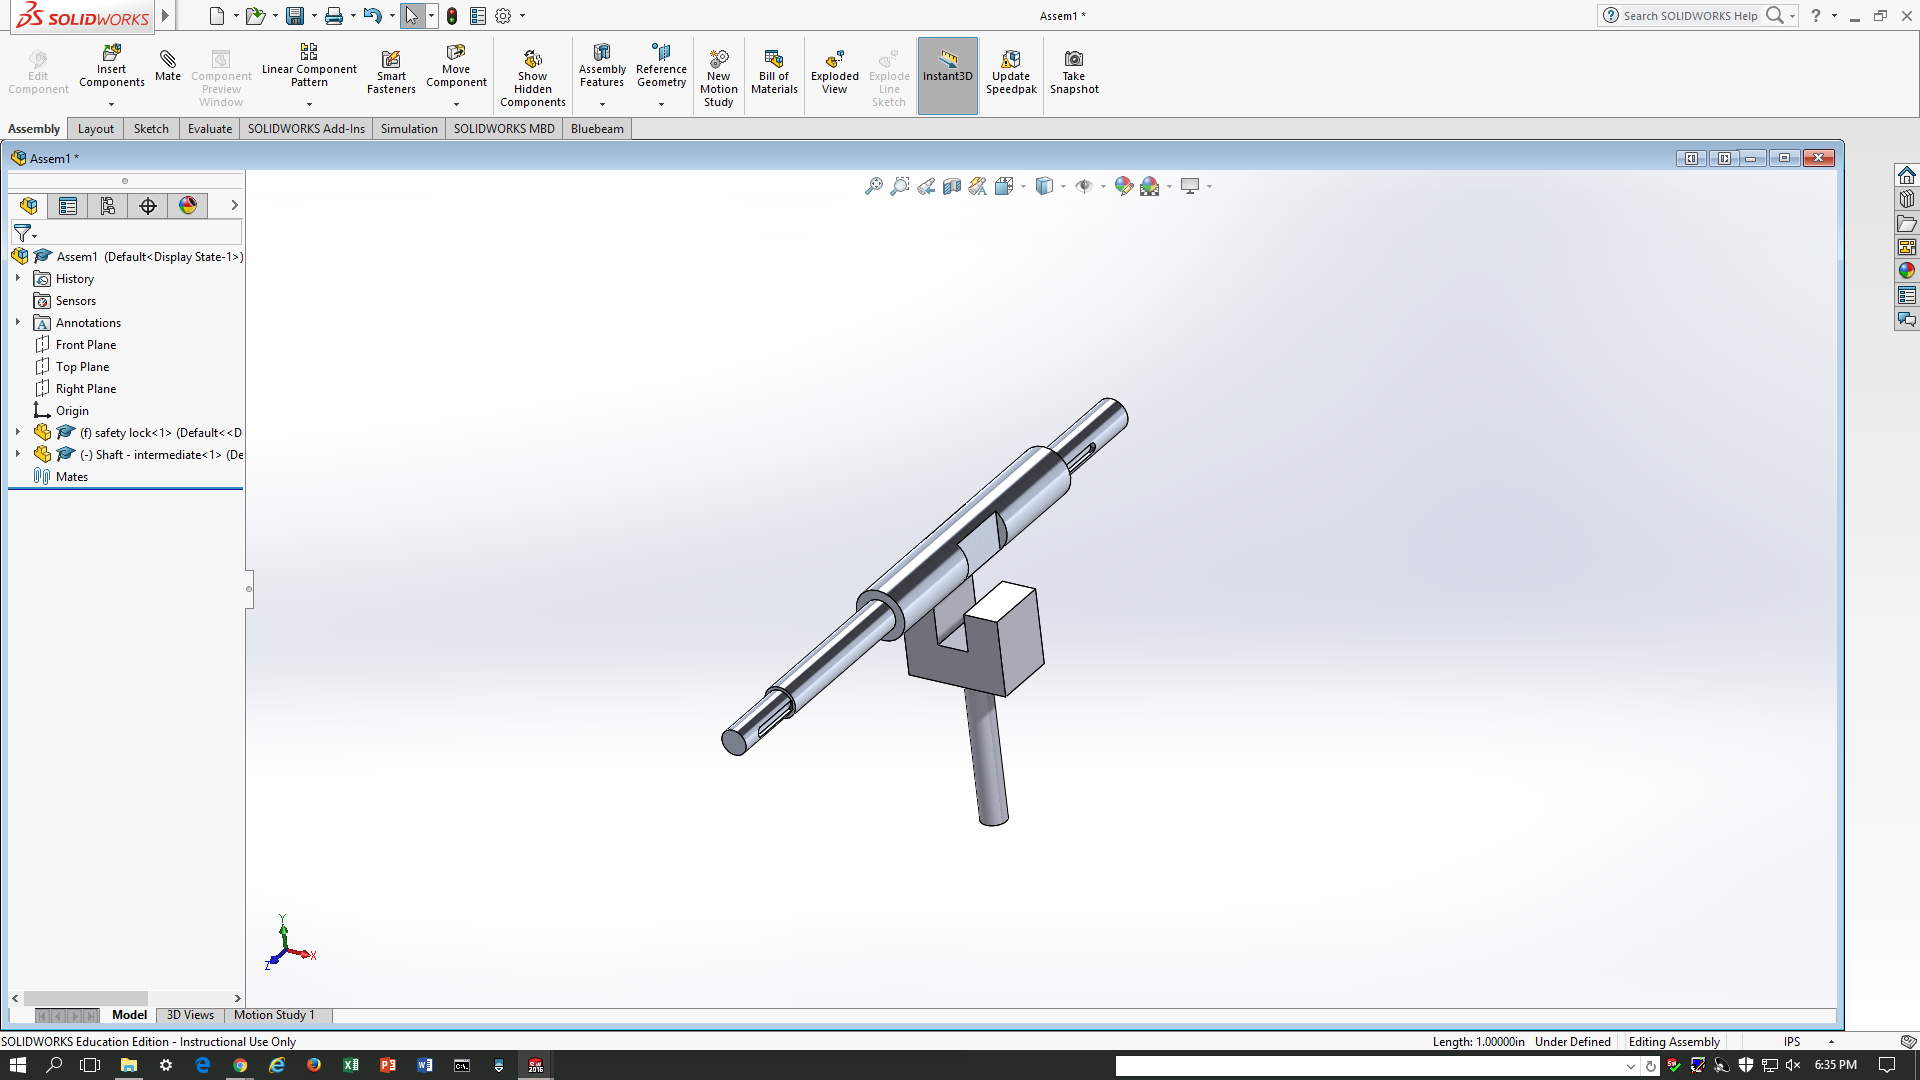 SOLIDWORKS
Assem1 *
Search SOLIDWORKS Help
Edit Component
Insert Components
Mate
Component Preview Window
Linear Component Pattern
Smart Fasteners
Move Component
Show Hidden Components
Assembly Features
Reference Geometry
New Motion Study
Bill of Materials
Exploded View
Explode Line Sketch
Instant3D
Update Speedpak
Take Snapshot
Assembly Layout Sketch Evaluate SOLIDWORKS Add-Ins Simulation SOLIDWORKS MBD Bluebeam
Assem1 *
Assem1 (Default<Display State-1>)
History
Sensors
A Annotations
Front Plane
Top Plane
Right Plane
Origin
(f) safety lock<1> (Default<<D
(-) Shaft - intermediate<1> (De
Mates
Y
X
Z
Model 3D Views Motion Study 1
SOLIDWORKS Education Edition - Instructional Use Only
Length: 1.00000in Under Defined Editing Assembly IPS
6:35 PM